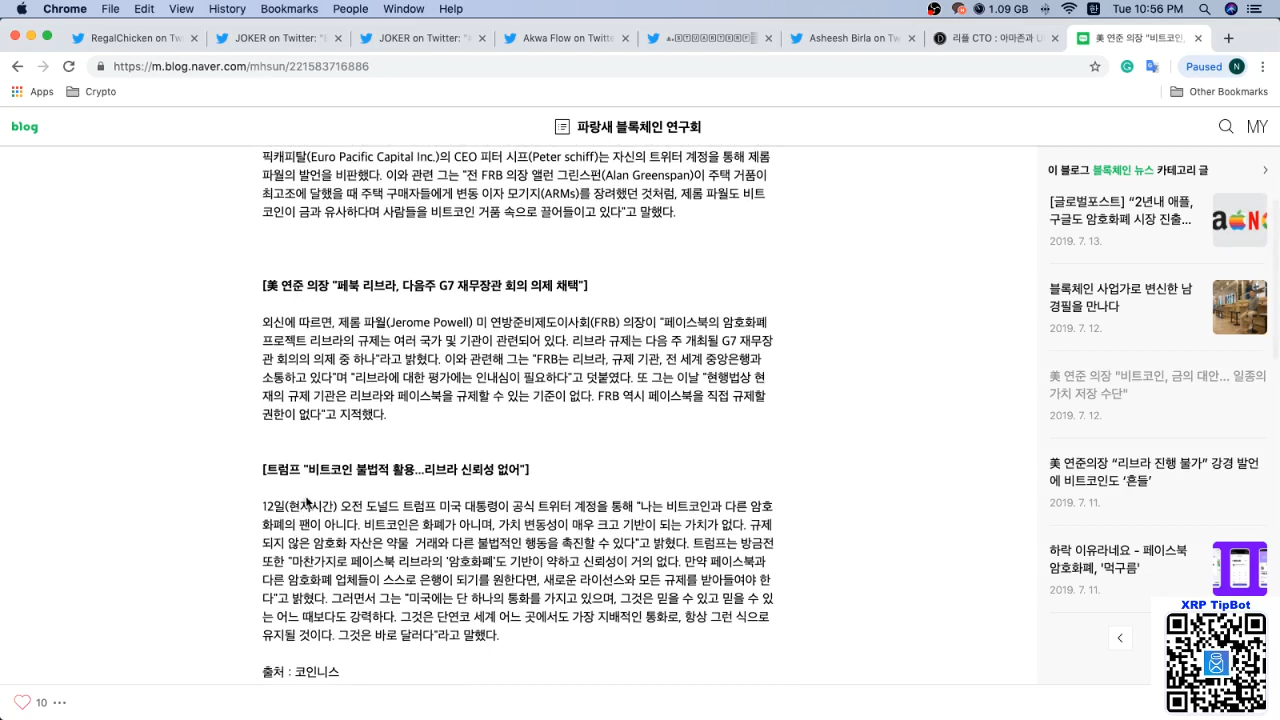 Chrome File Edit View History Bookmarks People Window Help 1.09 GB 한 Tue 10:56 PM
RegalChicken on Tw
JOKER on Twitter: "
JOKER on Twitter: "
Akwa Flow on Twitte
Asheesh Birla on Tw
리플 CTO : 아마존과 U
美 연준 의장 "비트코인,
https://m.blog.naver.com/mhsun/221583716886
Paused N
Apps Crypto Other Bookmarks
blog 파랑새 블록체인 연구회 MY
픽캐피탈(Euro Pacific Capital Inc.)의 CEO 피터 시프(Peter schiff)는 자신의 트위터 계정을 통해 제롬
파월의 발언을 비판했다. 이와 관련 그는 "전 FRB 의장 앨런 그린스펀(Alan Greenspan)이 주택 거품이
최고조에 달했을 때 주택 구매자들에게 변동 이자 모기지(ARMs)를 장려했던 것처럼, 제롬 파월도 비트
코인이 금과 유사하다며 사람들을 비트코인 거품 속으로 끌어들이고 있다"고 말했다.
[美 연준 의장 "페북 리브라, 다음주 G7 재무장관 회의 의제 채택"]
외신에 따르면, 제롬 파월(Jerome Powell) 미 연방준비제도이사회(FRB) 의장이 "페이스북의 암호화폐
프로젝트 리브라의 규제는 여러 국가 및 기관이 관련되어 있다. 리브라 규제는 다음 주 개최될 G7 재무장
관 회의의 의제 중 하나"라고 밝혔다. 이와 관련해 그는 "FRB는 리브라, 규제 기관, 전 세계 중앙은행과
소통하고 있다"며 "리브라에 대한 평가에는 인내심이 필요하다"고 덧붙였다. 또 그는 이날 "현행법상 현
재의 규제 기관은 리브라와 페이스북을 규제할 수 있는 기준이 없다. FRB 역시 페이스북을 직접 규제할
권한이 없다"고 지적했다.
[트럼프 "비트코인 불법적 활용...리브라 신뢰성 없어"]
12일(현지시간) 오전 도널드 트럼프 미국 대통령이 공식 트위터 계정을 통해 "나는 비트코인과 다른 암호
화폐의 팬이 아니다. 비트코인은 화폐가 아니며, 가치 변동성이 매우 크고 기반이 되는 가치가 없다. 규제
되지 않은 암호화 자산은 약물 거래와 다른 불법적인 행동을 촉진할 수 있다"고 밝혔다. 트럼프는 방금전
또한 "마찬가지로 페이스북 리브라의 '암호화폐'도 기반이 약하고 신뢰성이 거의 없다. 만약 페이스북과
다른 암호화폐 업체들이 스스로 은행이 되기를 원한다면, 새로운 라이선스와 모든 규제를 받아들여야 한
다"고 밝혔다. 그러면서 그는 "미국에는 단 하나의 통화를 가지고 있으며, 그것은 믿을 수 있고 믿을 수 있
는 어느 때보다도 강력하다. 그것은 단연코 세계 어느 곳에서도 가장 지배적인 통화로, 항상 그런 식으로
유지될 것이다. 그것은 바로 달러다"라고 말했다.
출처 : 코인니스
10
이 블로그 블록체인 뉴스 카테고리 글
[글로벌포스트] “2년내 애플,
구글도 암호화폐 시장 진출...
2019. 7. 13.
블록체인 사업가로 변신한 남
경필을 만나다
2019. 7. 12.
美 연준 의장 "비트코인, 금의 대안... 일종의
가치 저장 수단"
2019. 7. 12.
美 연준의장 “리브라 진행 불가” 강경 발언
에 비트코인도 ‘흔들’
2019. 7. 11.
하락 이유라네요 - 페이스북
암호화폐, '먹구름'
2019. 7. 11.
XRP TipBot